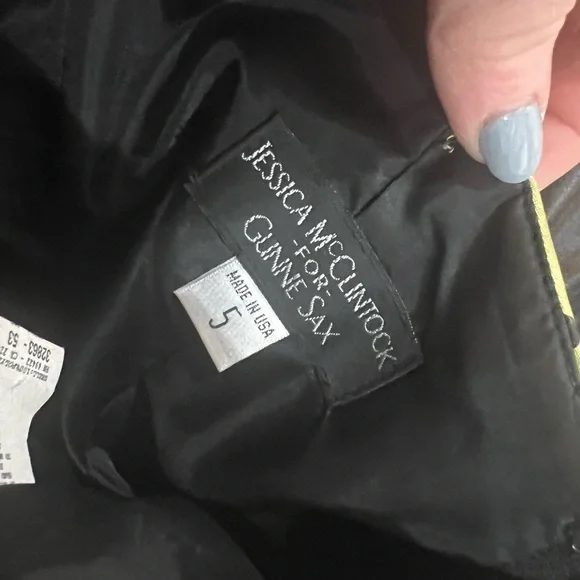 JESSICA MCCLINTOCK
-FOR-
GUNNE SAX
MADE IN USA
5
32863 - 53